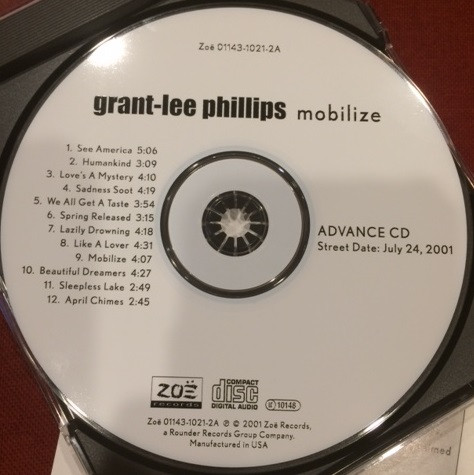 Zoë 01143-1021-2A
grant-lee phillips mobilize
1. See America 5:06
2. Humankind 3:09
3. Love's A Mystery 4:10
4. Sadness Soot 4:19
5. We All Get A Taste 3:54
6. Spring Released 3:15
7. Lazily Drowning 4:18
8. Like A Lover 4:31
9. Mobilize 4:07
10. Beautiful Dreamers 4:27
11. Sleepless Lake 2:49
12. April Chimes 2:45
ADVANCE CD
Street Date: July 24, 2001
ZOË
records
COMPACT
disc
DIGITAL AUDIO
10148
Zoë 01143-1021-2A ℗ © 2001 Zoë Records,
a Rounder Records Group Company.
Manufactured in USA